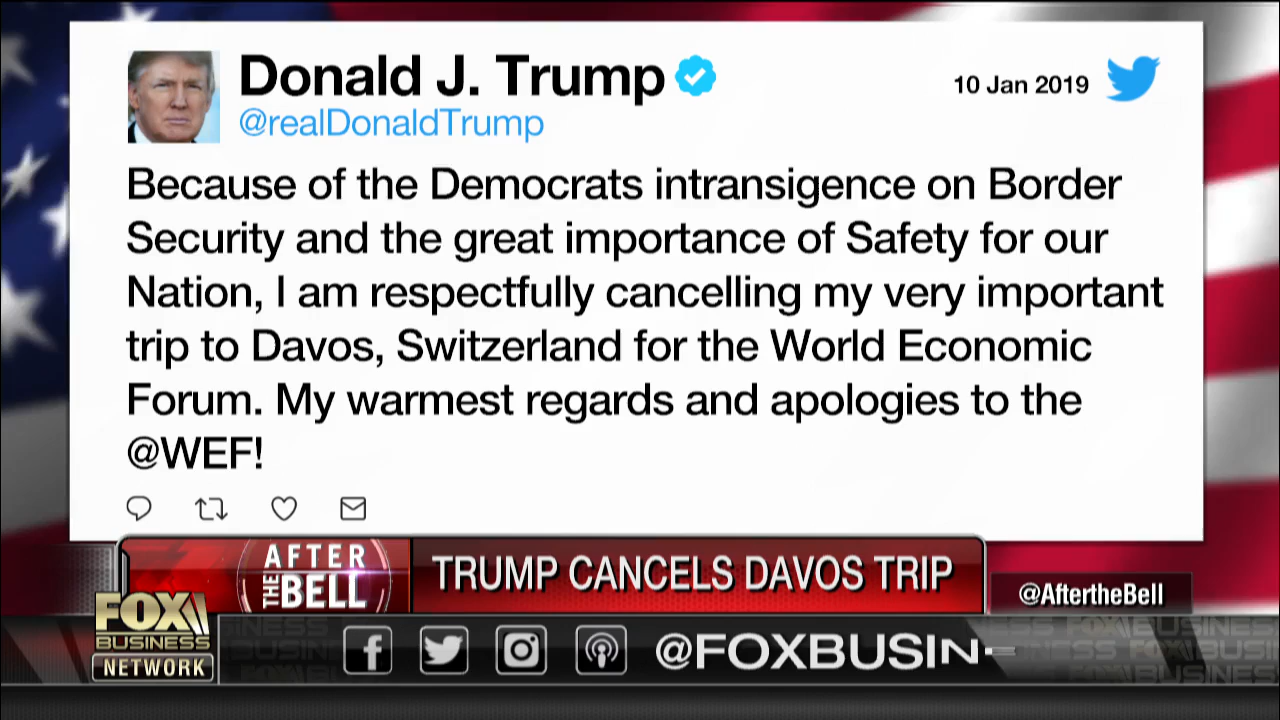 Donald J. Trump
@realDonaldTrump
10 Jan 2019
Because of the Democrats intransigence on Border
Security and the great importance of Safety for our
Nation, I am respectfully cancelling my very important
trip to Davos, Switzerland for the World Economic
Forum. My warmest regards and apologies to the
@WEF!
AFTER
THE BELL
TRUMP CANCELS DAVOS TRIP
@AftertheBell
FOX
BUSINESS
NETWORK
@FOXBUSIN